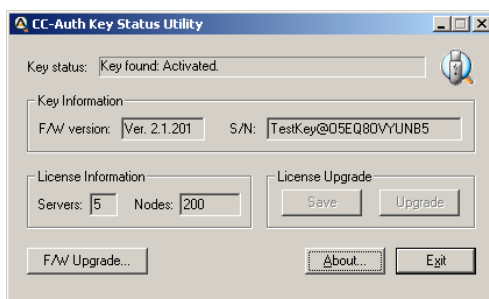 CC-Auth Key Status Utility
Key status: Key found: Activated.
Key Information
F/W version: Ver. 2.1.201 S/N: TestKey@O5EQ8OVYUNB5
License Information
License Upgrade
Servers: 5 Nodes: 200 Save Upgrade
F/W Upgrade... About... Exit